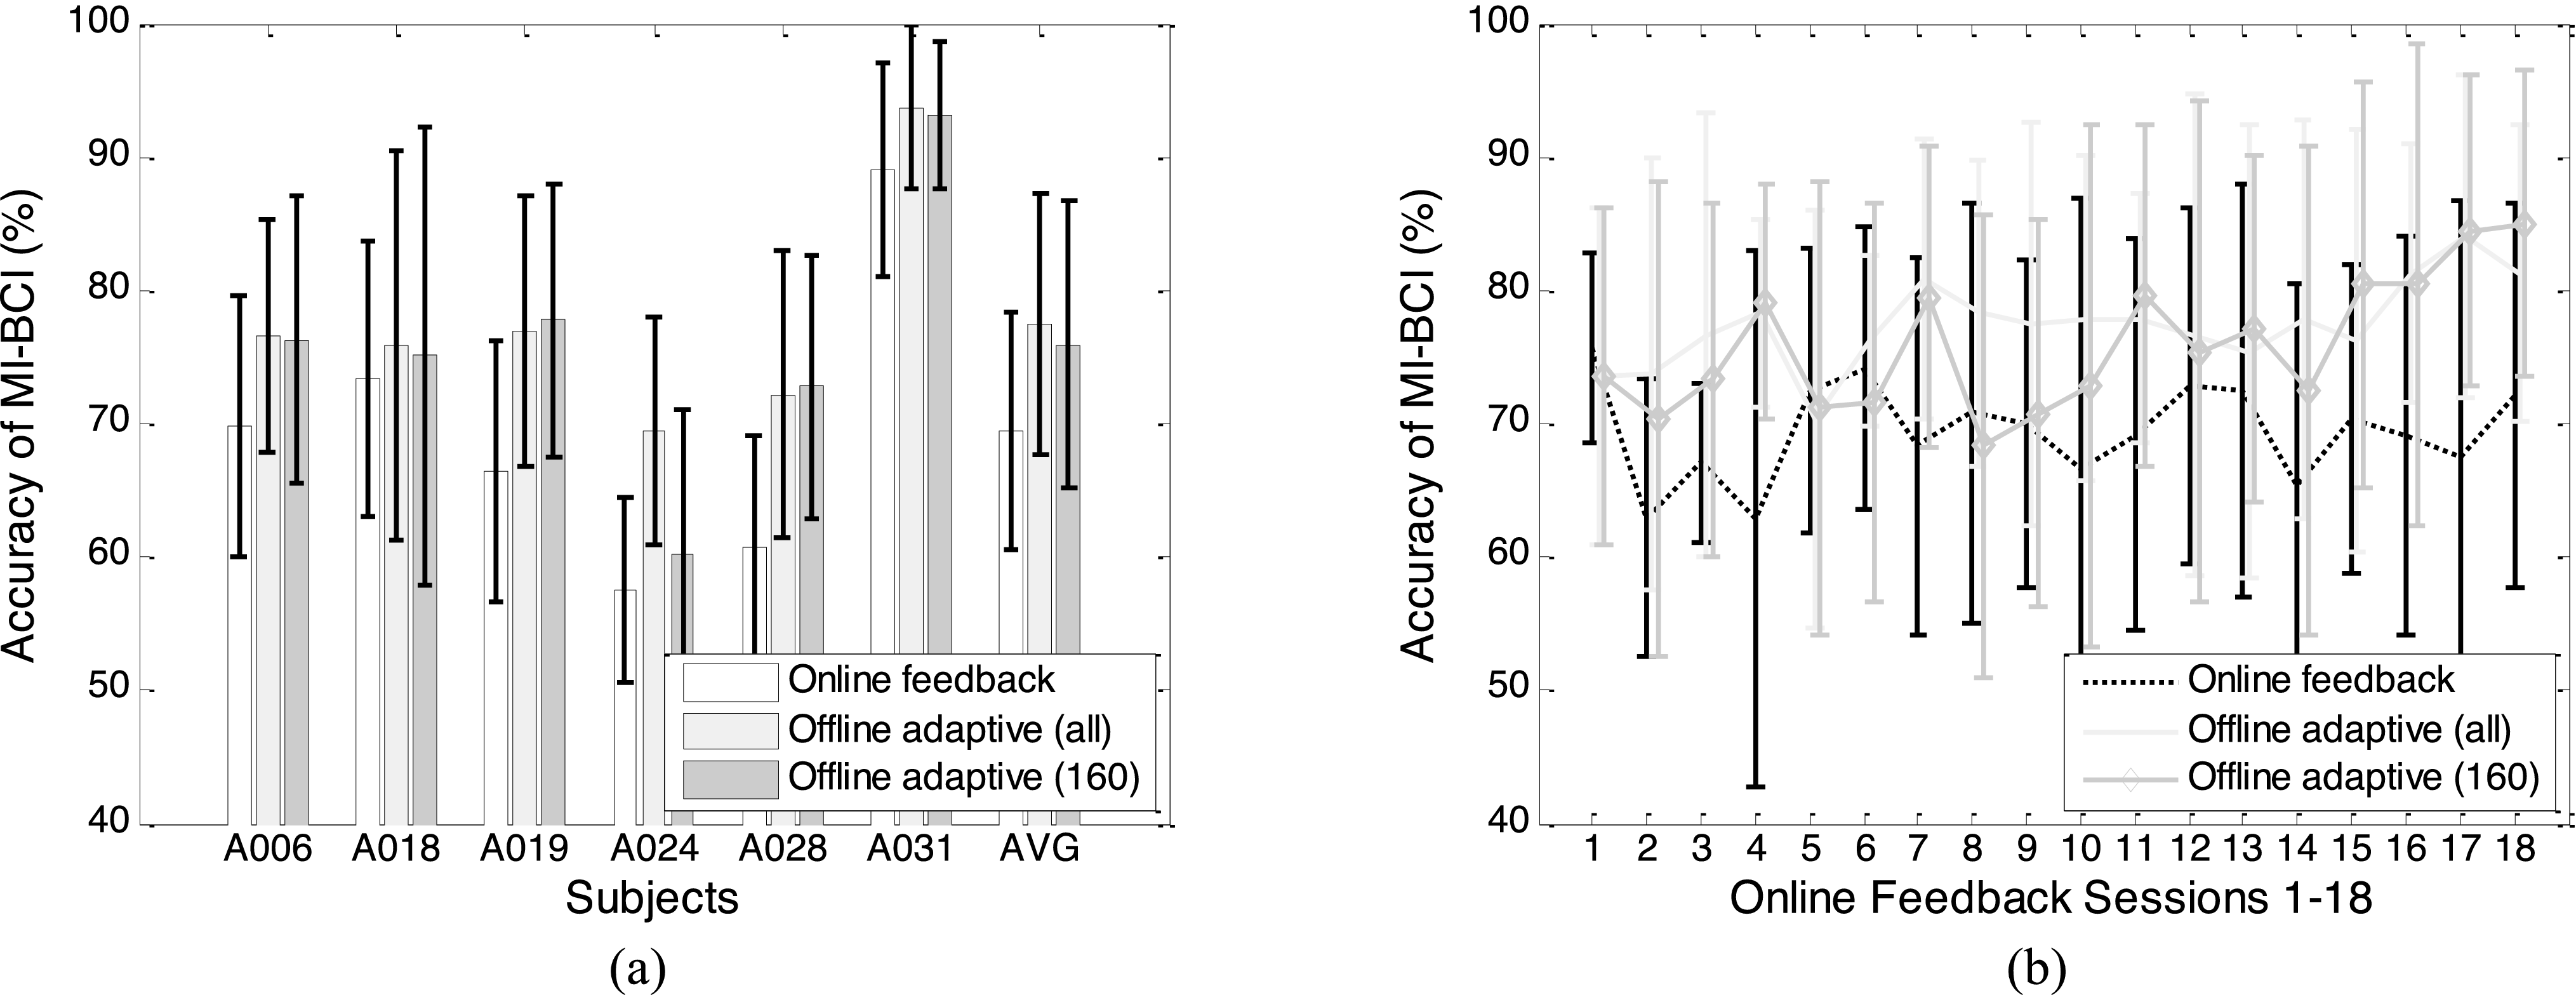 Accuracy of MI-BCI (%)
100
90
80
70
60
50
40
A006 A018 A019 A024 A028 A031 AVG
Subjects
Online feedback
Offline adaptive (all)
Offline adaptive (160)
(a)
Accuracy of MI-BCI (%)
100
90
80
70
60
50
40
1 2 3 4 5 6 7 8 9 10 11 12 13 14 15 16 17 18
Online Feedback Sessions 1-18
Online feedback
Offline adaptive (all)
Offline adaptive (160)
(b)